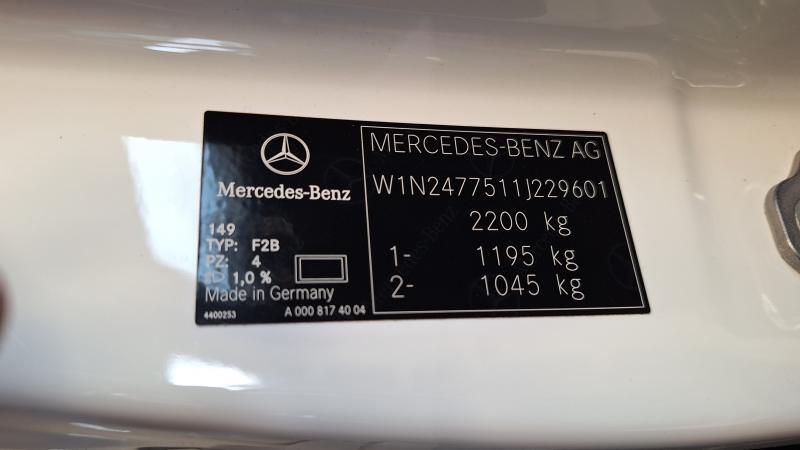 Mercedes-Benz
149
TYP: F2B
PZ: 4
1,0 %
Made in Germany
4400253
A 000 817 40 04
MERCEDES-BENZ AG
W1N2477511J229601
2200 kg
1- 1195 kg
2- 1045 kg